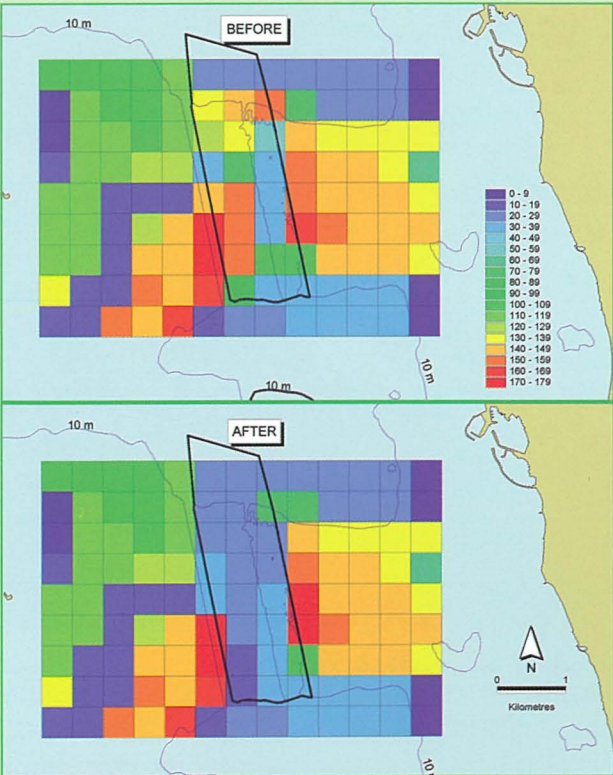 10 m
BEFORE
0 - 9
10 - 19
20 - 29
30 - 39
40 - 49
50 - 59
60 - 69
70 - 79
80 - 89
90 - 99
100 - 109
110 - 119
120 - 129
130 - 139
140 - 149
150 - 159
160 - 169
170 - 179
10 m
10 m
10 m
AFTER
N
0 1
Kilometres
10 m